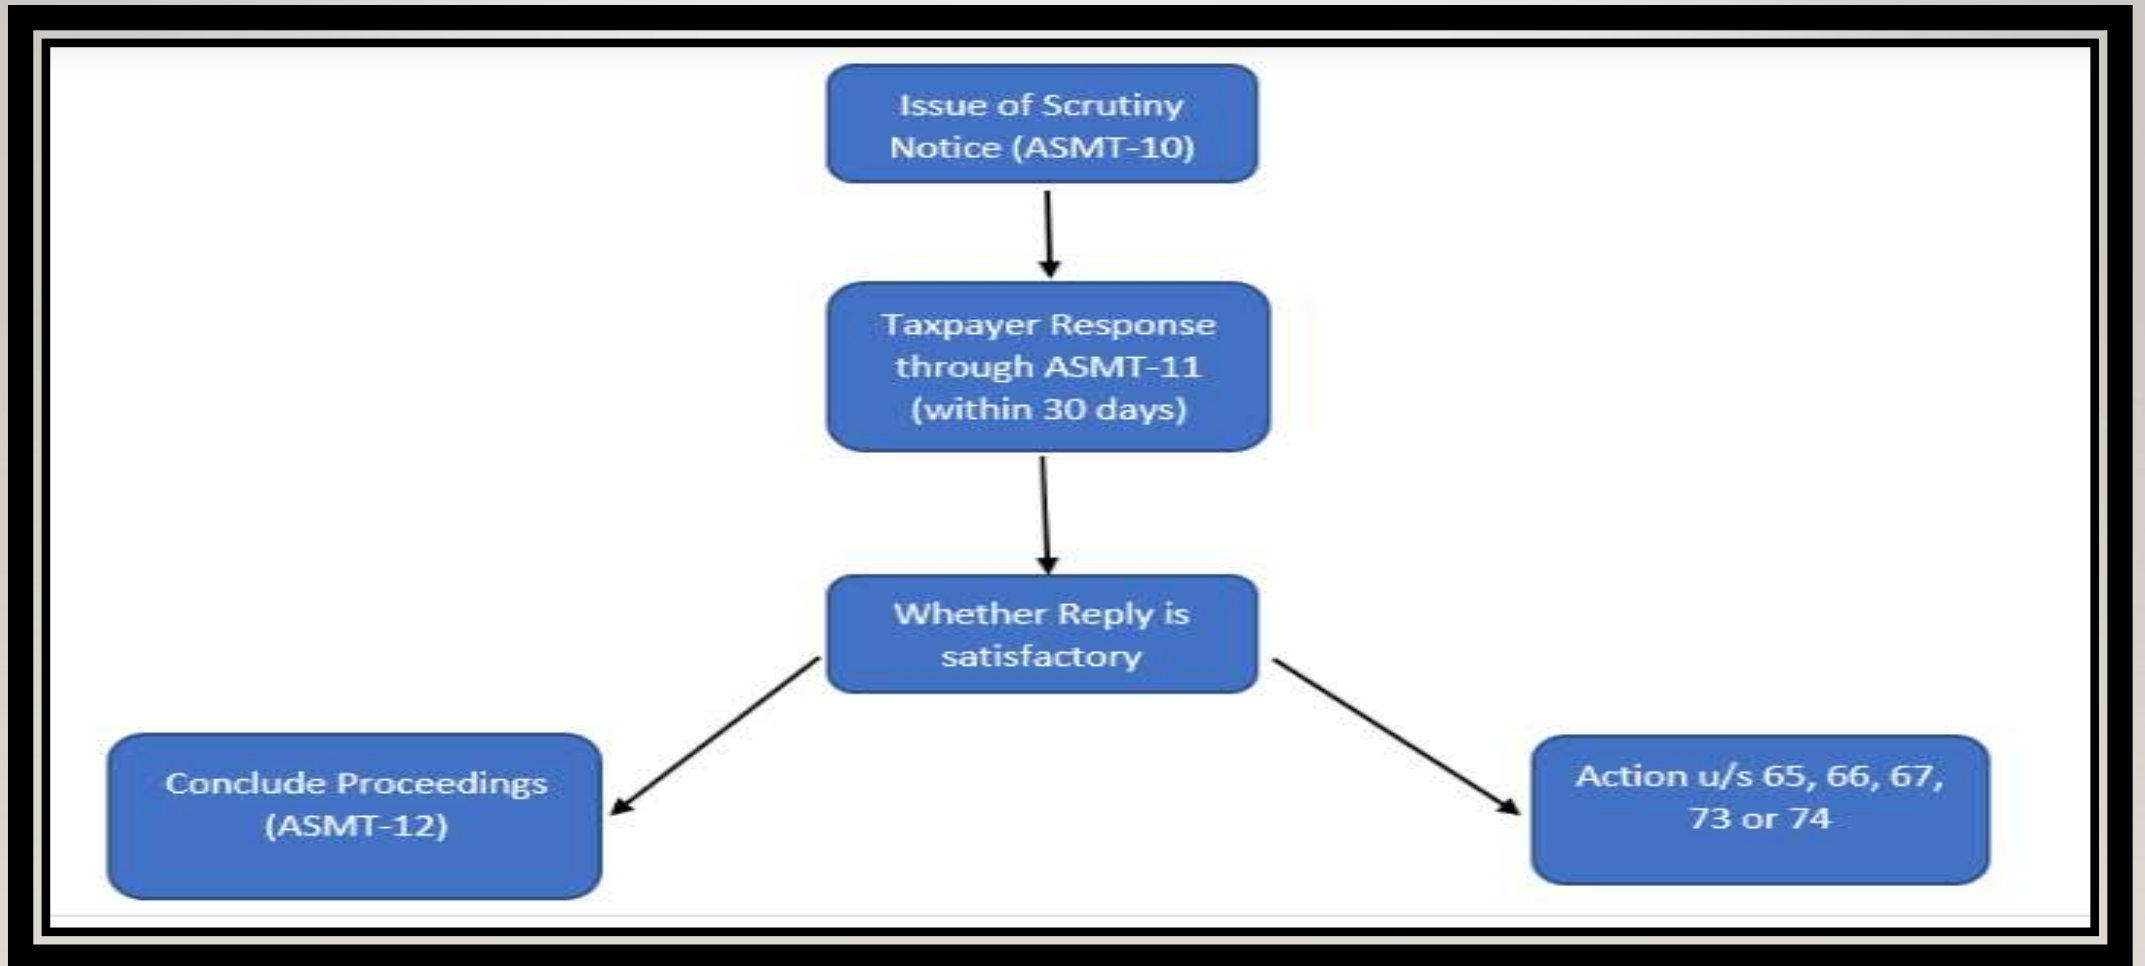 Issue of Scrutiny
Notice (ASMT-10)
Taxpayer Response
through ASMT-11
(within 30 days)
Whether Reply is
satisfactory
Conclude Proceedings
(ASMT-12)
Action u/s 65, 66, 67,
73 or 74